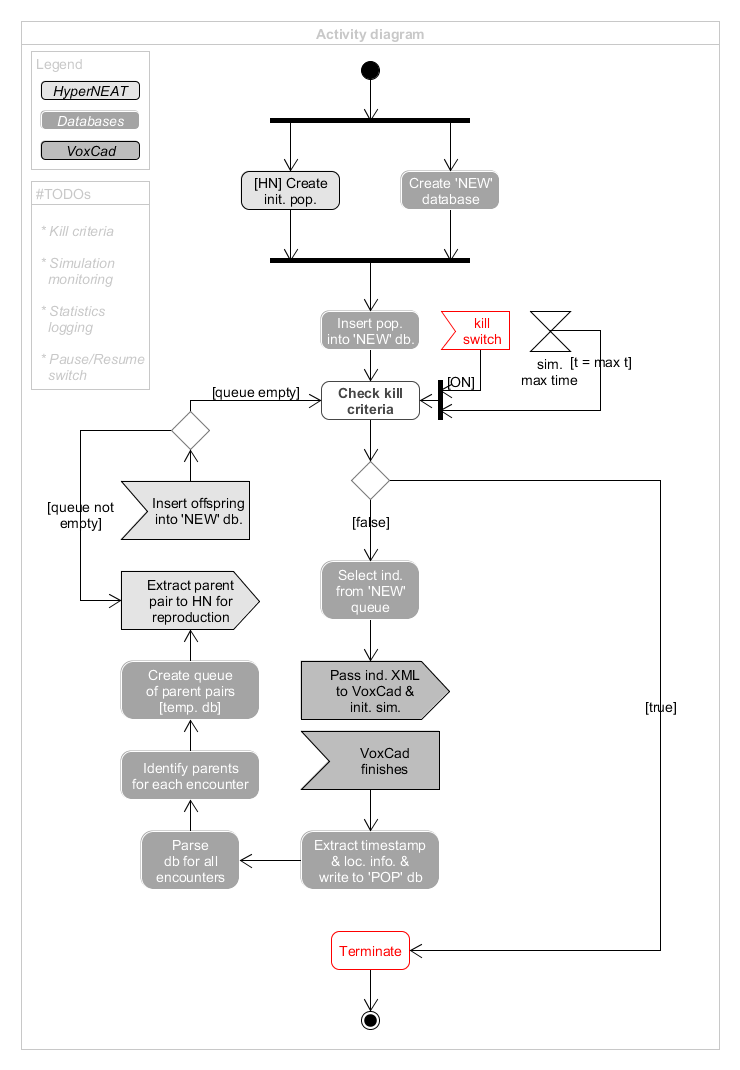 Activity diagram
Legend
HyperNEAT
Databases
VoxCad
#TODOs
* Kill criteria
* Simulation
monitoring
* Statistics
logging
* Pause/Resume
switch
[HN] Create
init. pop.
Create 'NEW'
database
Insert pop.
into 'NEW' db.
kill
switch
sim.
max time
[t = max t]
[ON]
Check kill
criteria
[queue empty]
[queue not
empty]
Insert offspring
into 'NEW' db.
[false]
[true]
Select ind.
from 'NEW'
queue
Extract parent
pair to HN for
reproduction
Pass ind. XML
to VoxCad &
init. sim.
Create queue
of parent pairs
[temp. db]
VoxCad
finishes
Identify parents
for each encounter
Parse
db for all
encounters
Extract timestamp
& loc. info. &
write to 'POP' db
Terminate